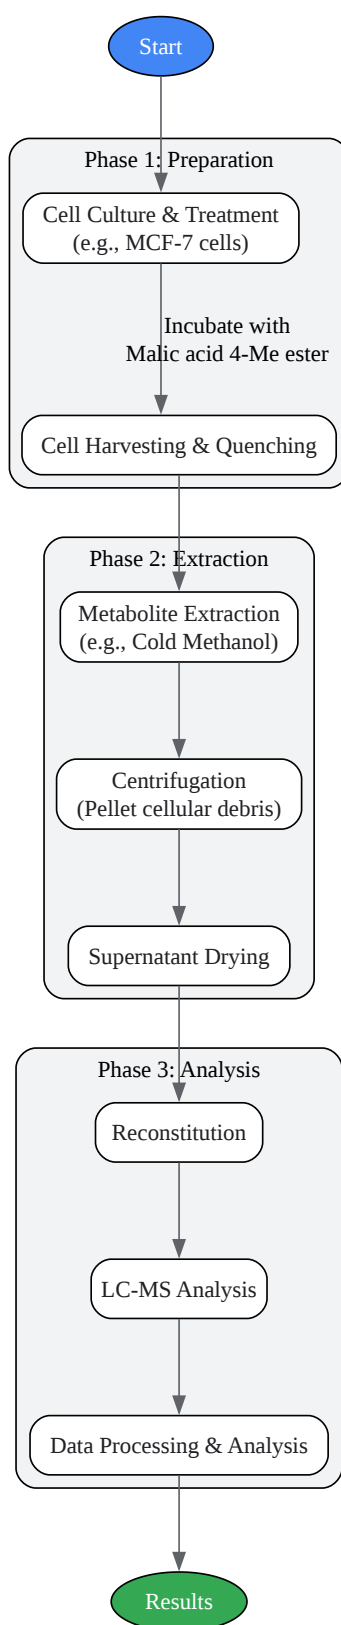 Start
Phase 1: Preparation
Cell Culture & Treatment
(e.g., MCF-7 cells)
Incubate with
Malic acid 4-Me ester
Cell Harvesting & Quenching
Phase 2: Extraction
Metabolite Extraction
(e.g., Cold Methanol)
Centrifugation
(Pellet cellular debris)
Supernatant Drying
Phase 3: Analysis
Reconstitution
LC-MS Analysis
Data Processing & Analysis
Results